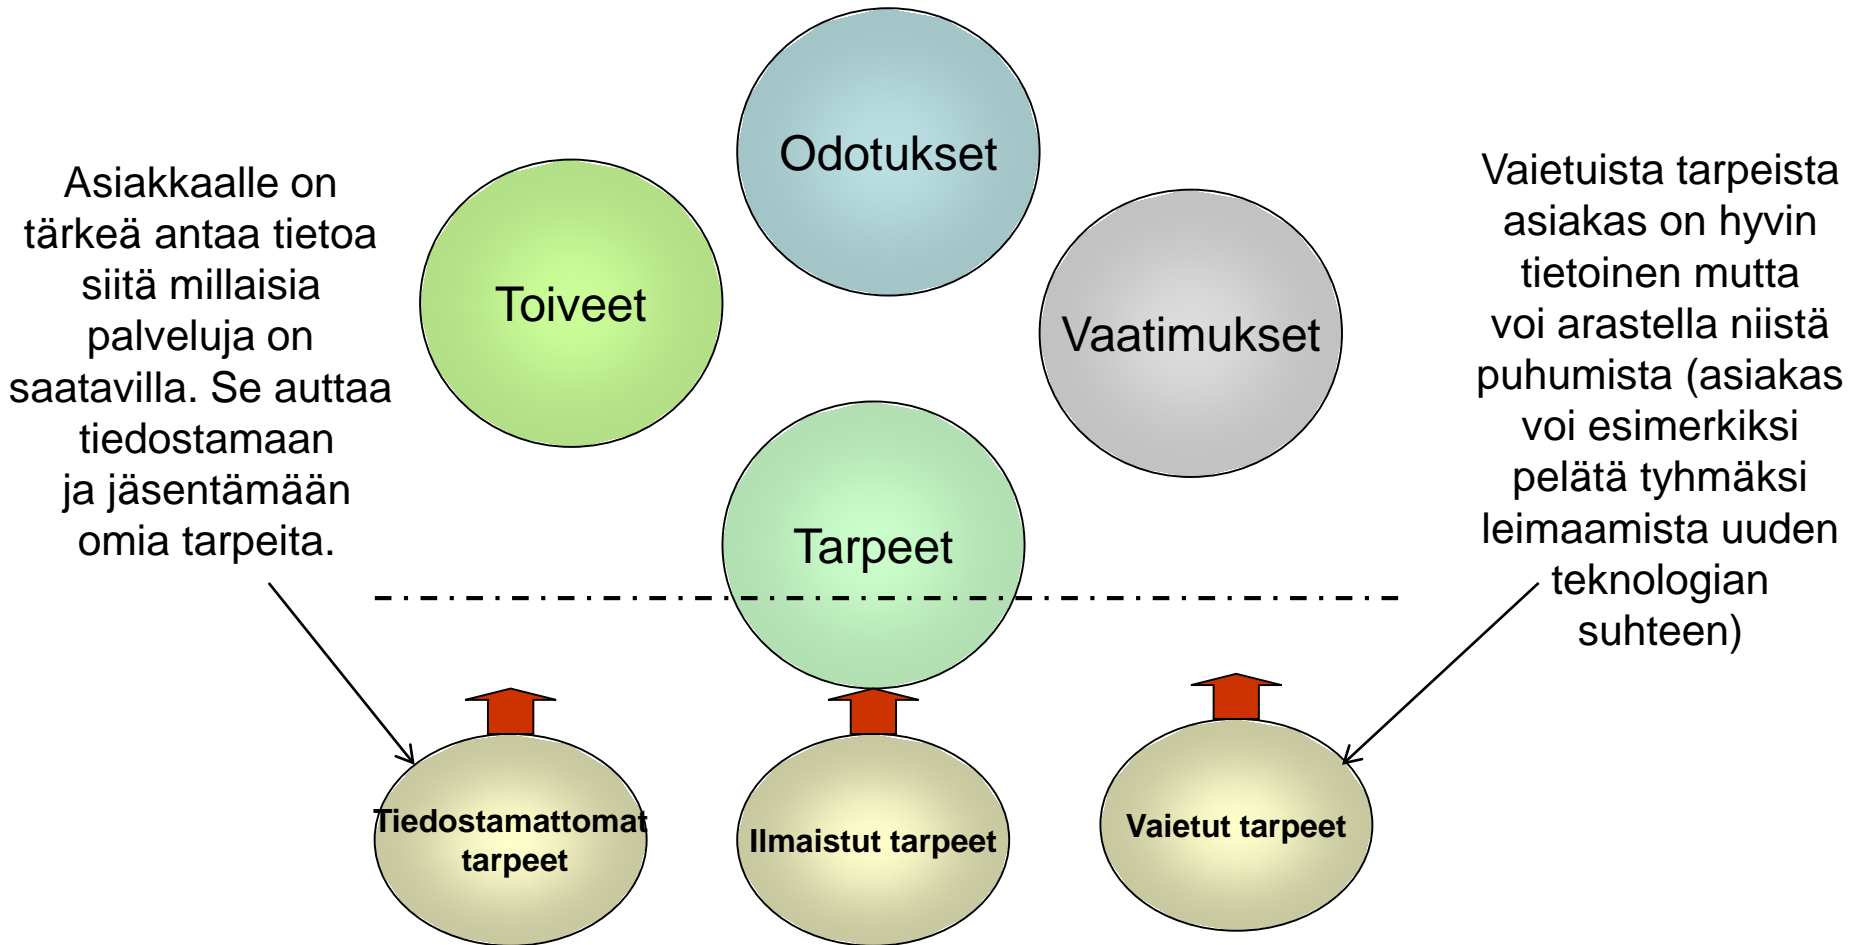 Odotukset
Toiveet
Vaatimukset
Tarpeet
Asiakkaalle on
tärkeä antaa tietoa
siitä millaisia
palveluja on
saatavilla. Se auttaa
tiedostamaan
ja jäsentämään
omia tarpeita.
Vaietuista tarpeista
asiakas on hyvin
tietoinen mutta
voi arastella niistä
puhumista (asiakas
voi esimerkiksi
pelätä tyhmäksi
leimaamista uuden
teknologian
suhteen)
Tiedostamattomat
tarpeet
Ilmaistut tarpeet
Vaietut tarpeet